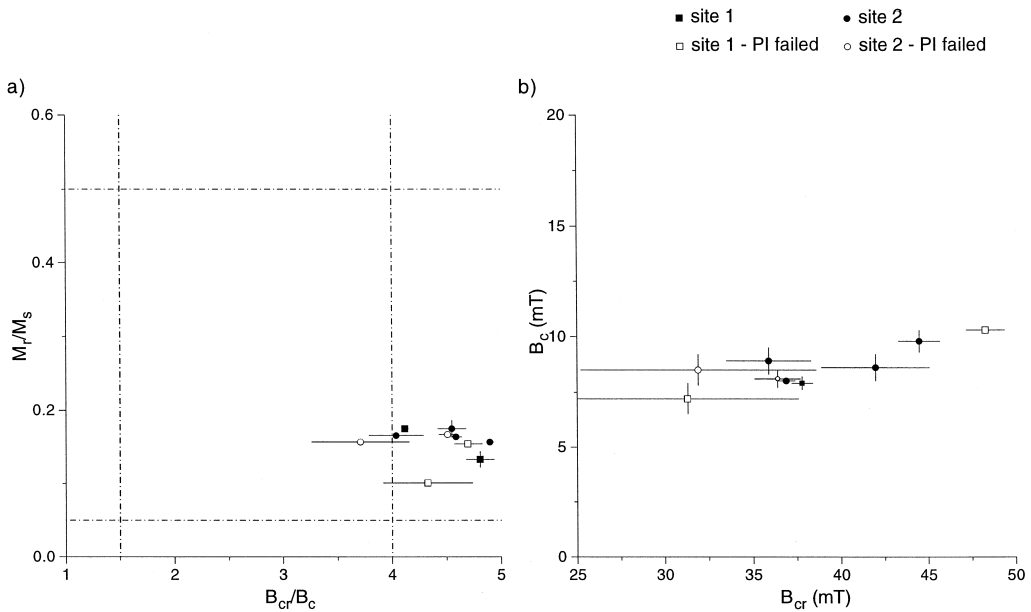 ■ site 1 ● site 2
□ site 1 - PI failed ○ site 2 - PI failed
a)
0.6
0.4
0.2
0.0
Mr/Ms
1 2 3 4 5
Bcr/Bc
b)
20
15
10
5
0
Bc (mT)
25 30 35 40 45 50
Bcr (mT)